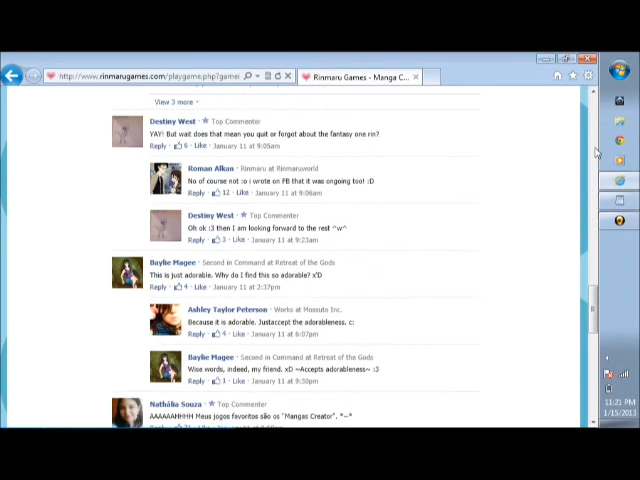 http://www.rinmarugames.com/playgame.php?gamei
Rinmaru Games - Manga C...
View 3 more
Destiny West · Top Commenter
YAY! But wait does that mean you quit or forgot about the fantasy one rin?
Reply · 6 · Like · January 11 at 9:05am
Roman Alkan · Rinmaru at Rinmaruworld
No of course not :o i wrote on FB that it was ongoing too! :D
Reply · 12 · Like · January 11 at 9:06am
Destiny West · Top Commenter
Oh ok :3 then I am looking forward to the rest ^w^
Reply · 3 · Like · January 11 at 9:23am
Baylie Magee · Second in Command at Retreat of the Gods
This is just adorable. Why do I find this so adorable? x'D
Reply · 4 · Like · January 11 at 2:37pm
Ashley Taylor Peterson · Works at Mossuto Inc.
Because it is adorable. Justaccept the adorableness. c:
Reply · 4 · Like · January 11 at 6:07pm
Baylie Magee · Second in Command at Retreat of the Gods
Wise words, indeed, my friend. xD ~Accepts adorableness~ :3
Reply · 1 · Like · January 11 at 9:30pm
Nathália Souza · Top Commenter
AAAAAAHHHH Meus jogos favoritos são os "Mangas Creator". *--*
11:21 PM
1/15/2013